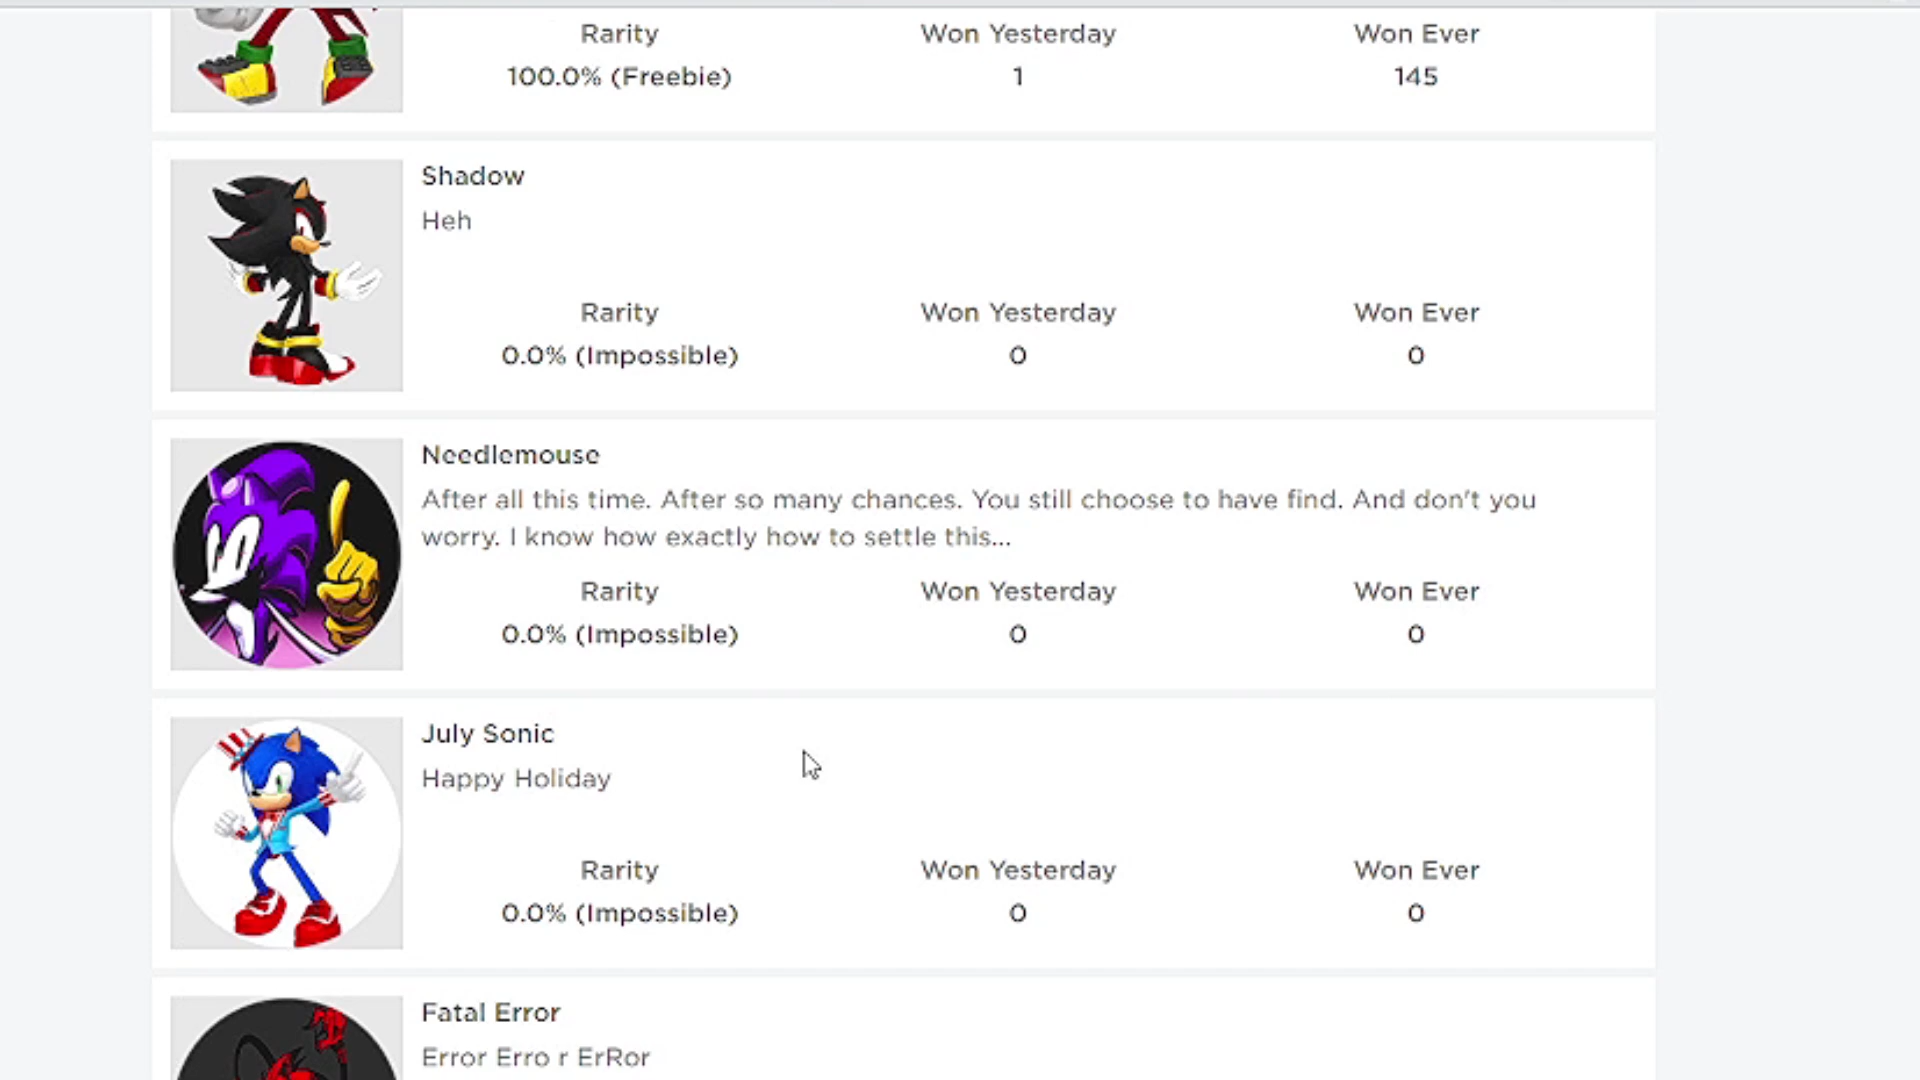 Rarity Won Yesterday Won Ever
100.0% (Freebie) 1 145
Shadow
Heh
Rarity Won Yesterday Won Ever
0.0% (Impossible) 0 0
Needlemouse
After all this time. After so many chances. You still choose to have find. And don't you
worry. I know how exactly how to settle this...
Rarity Won Yesterday Won Ever
0.0% (Impossible) 0 0
July Sonic
Happy Holiday
Rarity Won Yesterday Won Ever
0.0% (Impossible) 0 0
Fatal Error
Error Erro r ErRor